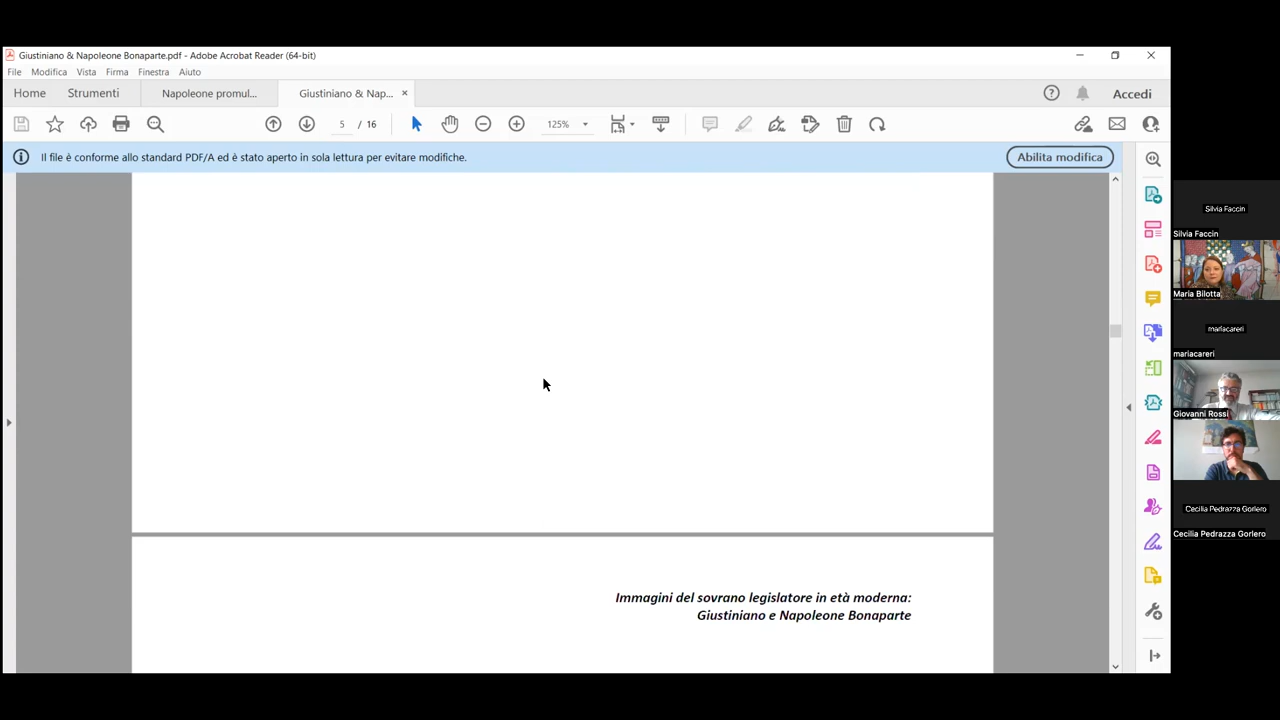 Giustiniano & Napoleone Bonaparte.pdf - Adobe Acrobat Reader (64-bit)
File Modifica Vista Firma Finestra Aiuto
Home Strumenti Napoleone promul... Giustiniano & Nap... × Accedi
5 / 16 125%
Il file è conforme allo standard PDF/A ed è stato aperto in sola lettura per evitare modifiche. Abilita modifica
Immagini del sovrano legislatore in età moderna:
Giustiniano e Napoleone Bonaparte
Silvia Faccin
Silvia Faccin
Maria Bilotta
mariacareri
mariacareri
Giovanni Rossi
Cecilia Pedrazza Gorlero
Cecilia Pedrazza Gorlero